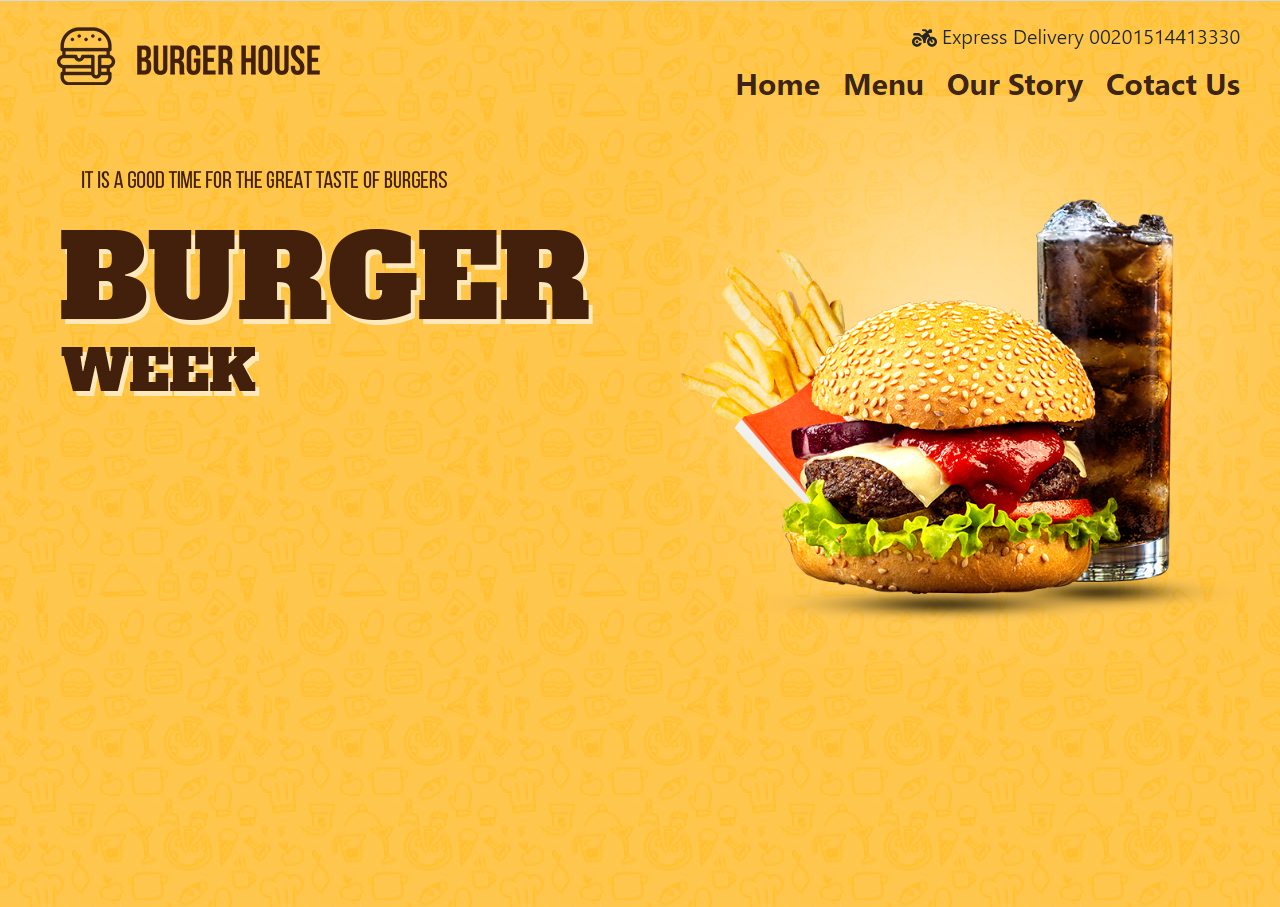 BURGER HOUSE
Express Delivery 00201514413330
Home Menu Our Story Cotact Us
IT IS A GOOD TIME FOR THE GREAT TASTE OF BURGERS
BURGER
WEEK